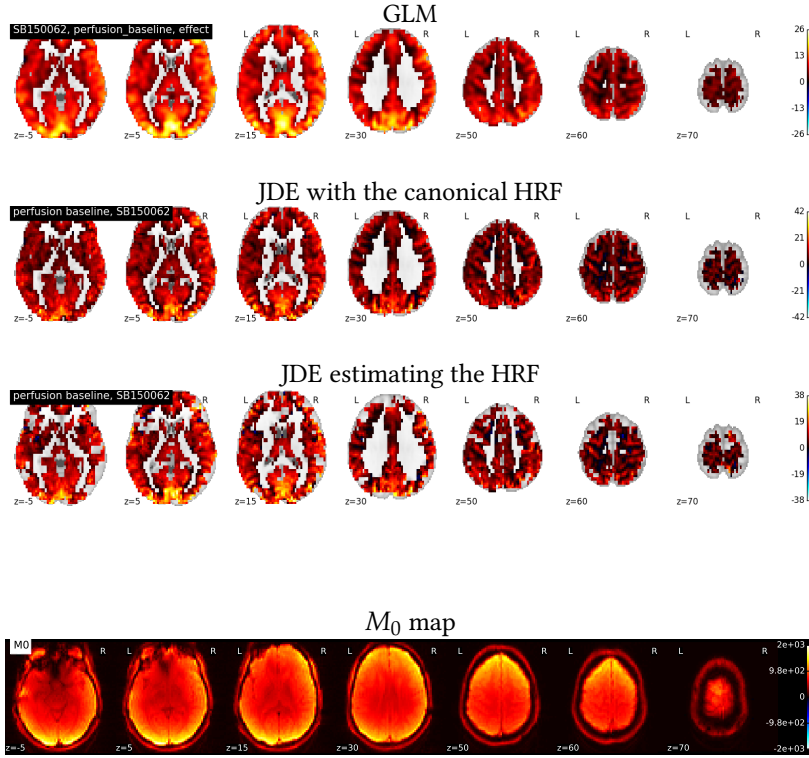 GLM
SB150062, perfusion_baseline, effect
L R L R L R L R L R L R
26
13
0
-13
-26
z=-5 z=5 z=15 z=30 z=50 z=60 z=70
JDE with the canonical HRF
perfusion baseline, SB150062
R L R L R L R L R L R
42
21
0
-21
-42
z=-5 z=5 z=15 z=30 z=50 z=60 z=70
JDE estimating the HRF
perfusion baseline, SB150062
R L R L R L R L R L R
38
19
0
-19
-38
z=-5 z=5 z=15 z=30 z=50 z=60 z=70
M0 map
M0
R L R L R L R L R L R L R
2e+03
9.8e+02
0
-9.8e+02
-2e+03
z=-5 z=5 z=15 z=30 z=50 z=60 z=70